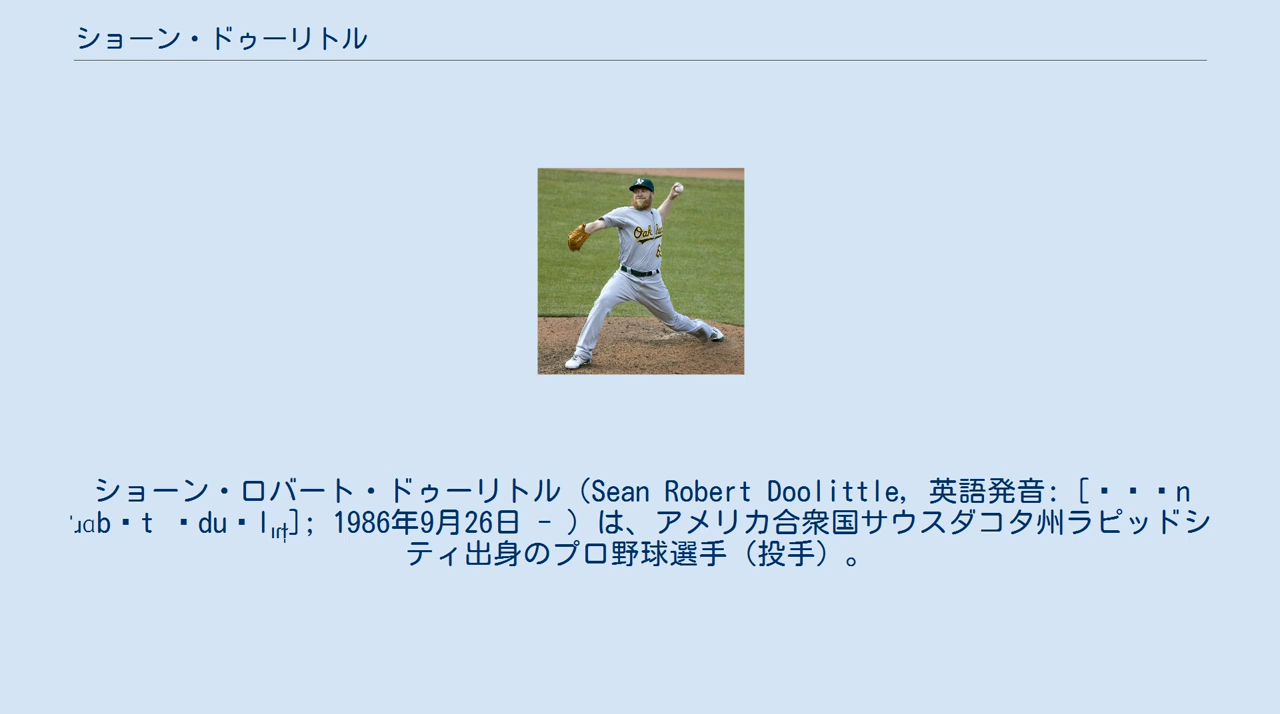 ショーン・ドゥーリトル
Oak
ショーン・ロバート・ドゥーリトル（Sean Robert Doolittle, 英語発音: [・・・n
ˈɹɑb・t ・du・l]; 1986年9月26日 - ）は、アメリカ合衆国サウスダコタ州ラピッドシ
ティ出身のプロ野球選手（投手）。